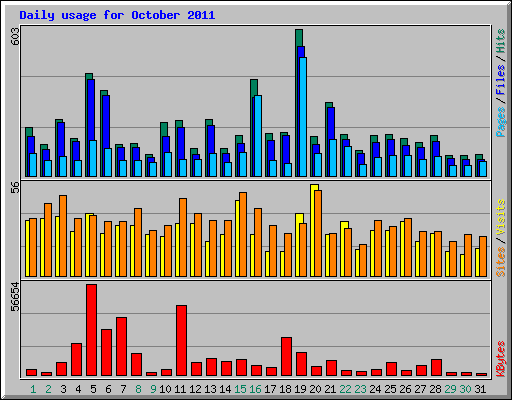 Daily usage for October 2011
603
Pages / Files / Hits
56
Sites / Visits
56654
KBytes
1 2 3 4 5 6 7 8 9 10 11 12 13 14 15 16 17 18 19 20 21 22 23 24 25 26 27 28 29 30 31